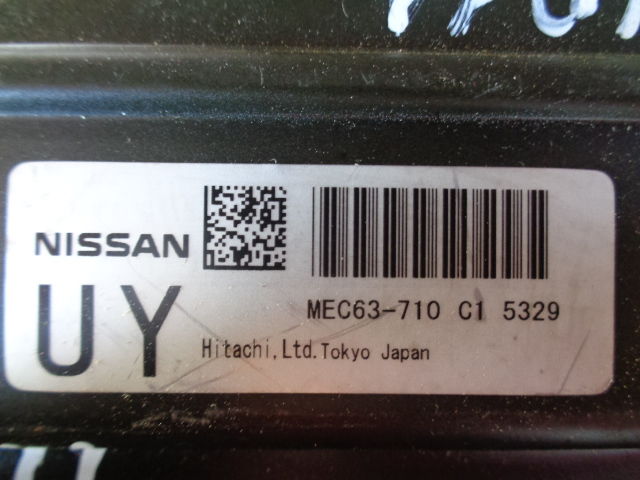 NISSAN
UY
MEC63-710 C1 5329
Hitachi,Ltd.Tokyo Japan